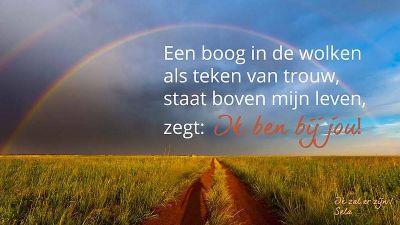 Een boog in de wolken
als teken van trouw,
staat boven mijn leven,
zegt: Ik ben bij jou!
Ik zal er zijn /
Sela